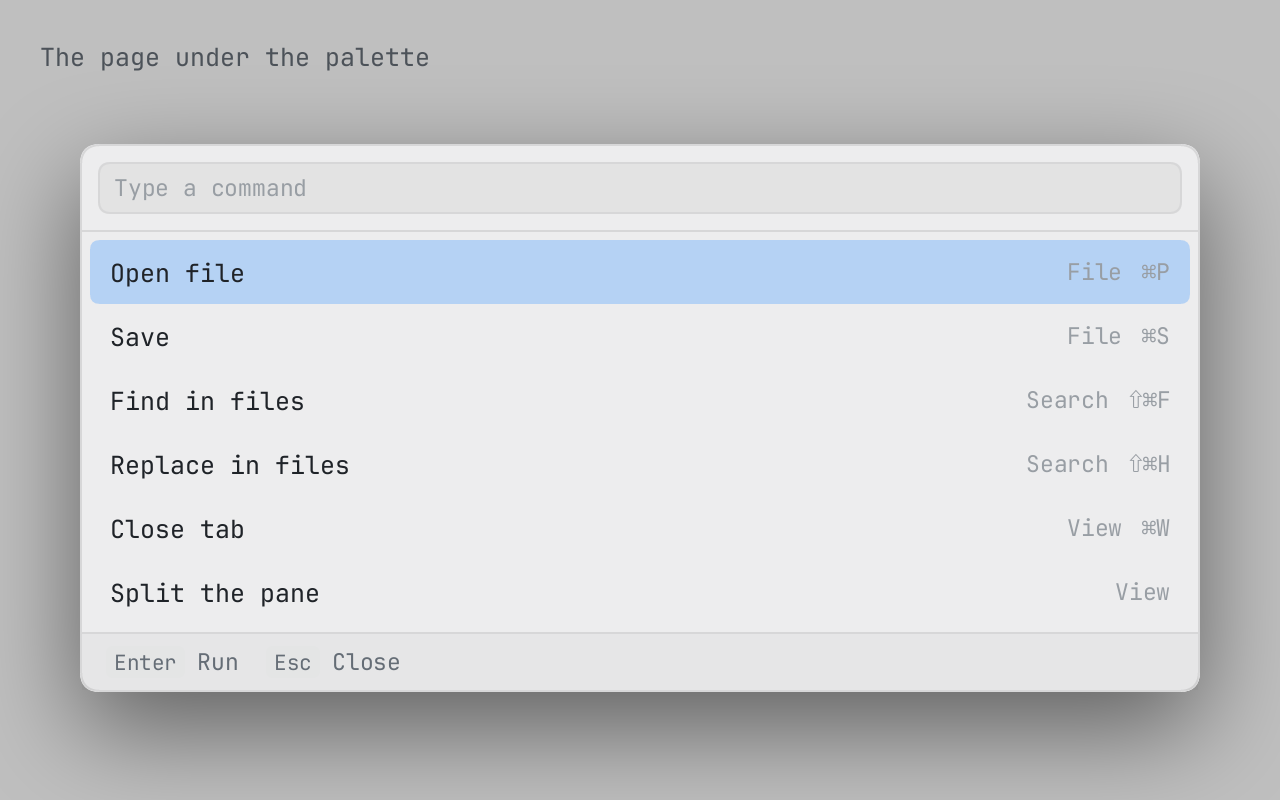 The page under the palette
Type a command
Open file File ⌘P
Save File ⌘S
Find in files Search ⇧⌘F
Replace in files Search ⇧⌘H
Close tab View ⌘W
Split the pane View
Enter Run Esc Close